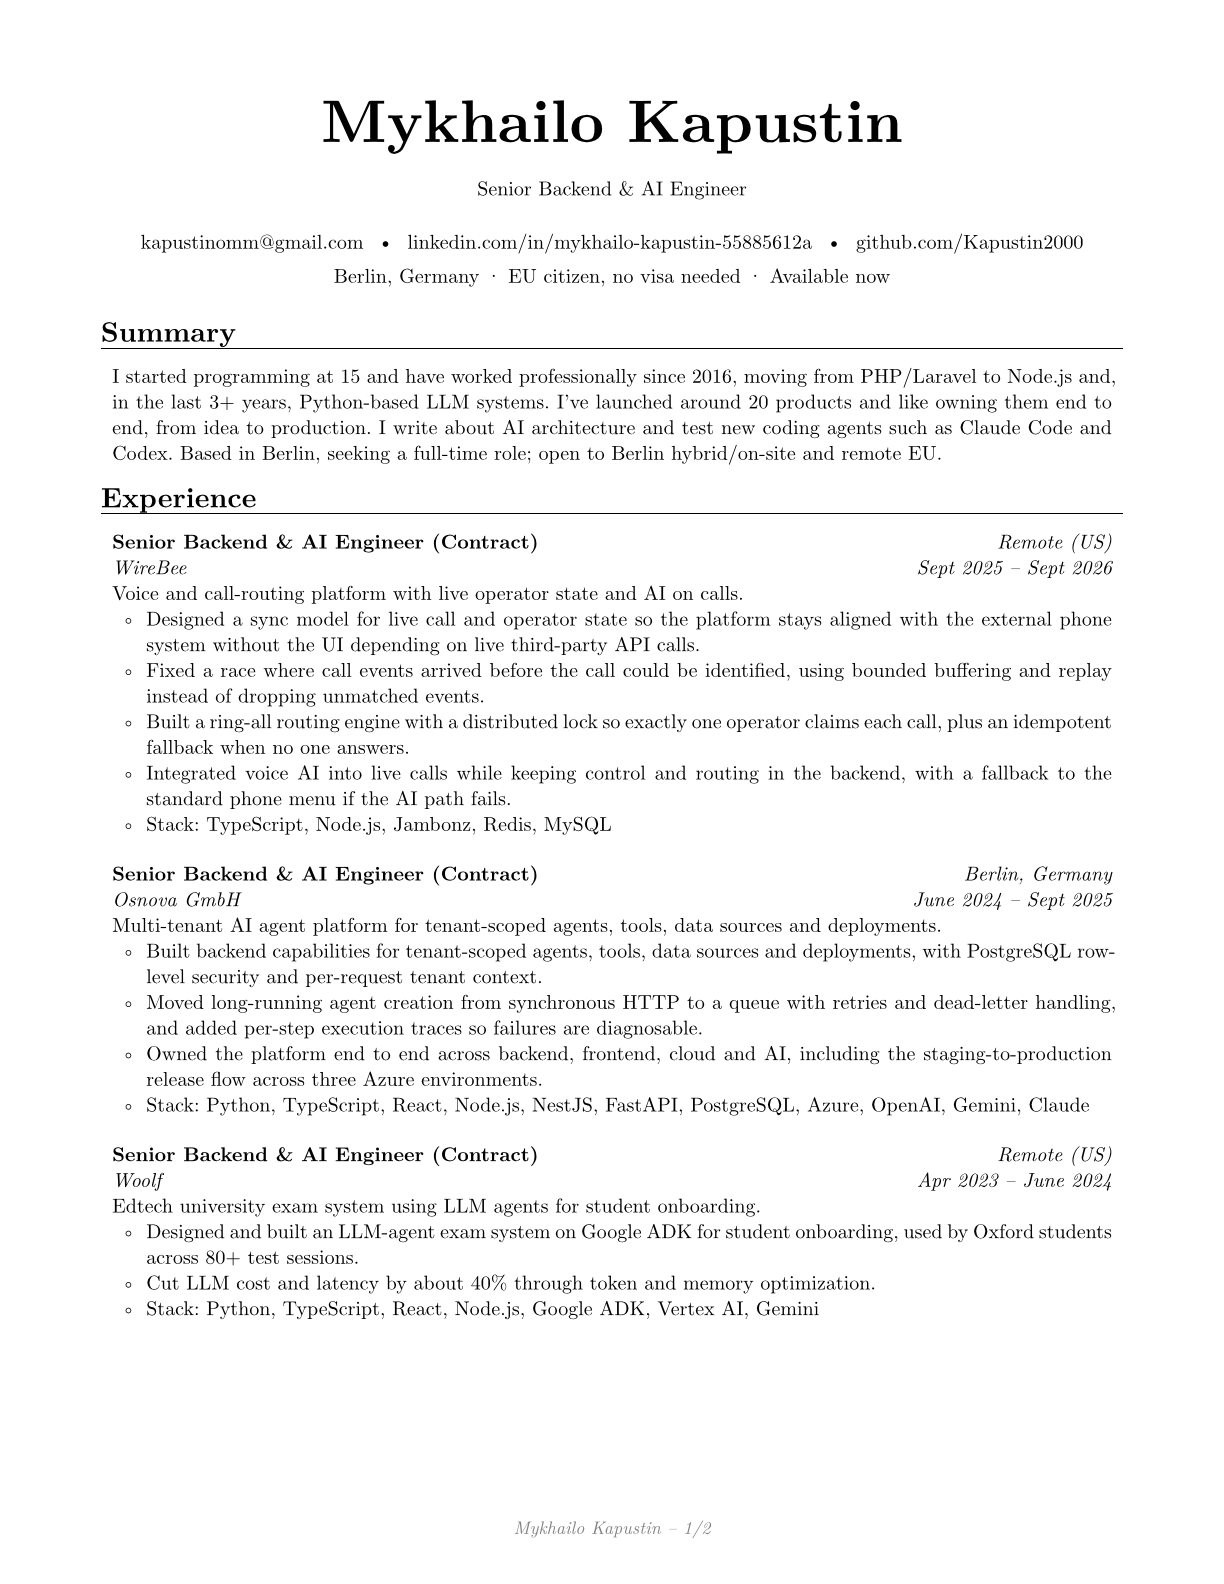 Mykhailo Kapustin
Senior Backend & AI Engineer
kapustinomm@gmail.com • linkedin.com/in/mykhailo-kapustin-55885612a • github.com/Kapustin2000
Berlin, Germany · EU citizen, no visa needed · Available now
Summary
I started programming at 15 and have worked professionally since 2016, moving from PHP/Laravel to Node.js and,
in the last 3+ years, Python-based LLM systems. I've launched around 20 products and like owning them end to
end, from idea to production. I write about AI architecture and test new coding agents such as Claude Code and
Codex. Based in Berlin, seeking a full-time role; open to Berlin hybrid/on-site and remote EU.
Experience
Senior Backend & AI Engineer (Contract) Remote (US)
WireBee Sept 2025 – Sept 2026
Voice and call-routing platform with live operator state and AI on calls.
◦ Designed a sync model for live call and operator state so the platform stays aligned with the external phone
system without the UI depending on live third-party API calls.
◦ Fixed a race where call events arrived before the call could be identified, using bounded buffering and replay
instead of dropping unmatched events.
◦ Built a ring-all routing engine with a distributed lock so exactly one operator claims each call, plus an idempotent
fallback when no one answers.
◦ Integrated voice AI into live calls while keeping control and routing in the backend, with a fallback to the
standard phone menu if the AI path fails.
◦ Stack: TypeScript, Node.js, Jambonz, Redis, MySQL
Senior Backend & AI Engineer (Contract) Berlin, Germany
Osnova GmbH June 2024 – Sept 2025
Multi-tenant AI agent platform for tenant-scoped agents, tools, data sources and deployments.
◦ Built backend capabilities for tenant-scoped agents, tools, data sources and deployments, with PostgreSQL row-
level security and per-request tenant context.
◦ Moved long-running agent creation from synchronous HTTP to a queue with retries and dead-letter handling,
and added per-step execution traces so failures are diagnosable.
◦ Owned the platform end to end across backend, frontend, cloud and AI, including the staging-to-production
release flow across three Azure environments.
◦ Stack: Python, TypeScript, React, Node.js, NestJS, FastAPI, PostgreSQL, Azure, OpenAI, Gemini, Claude
Senior Backend & AI Engineer (Contract) Remote (US)
Woolf Apr 2023 – June 2024
Edtech university exam system using LLM agents for student onboarding.
◦ Designed and built an LLM-agent exam system on Google ADK for student onboarding, used by Oxford students
across 80+ test sessions.
◦ Cut LLM cost and latency by about 40% through token and memory optimization.
◦ Stack: Python, TypeScript, React, Node.js, Google ADK, Vertex AI, Gemini
Mykhailo Kapustin – 1/2